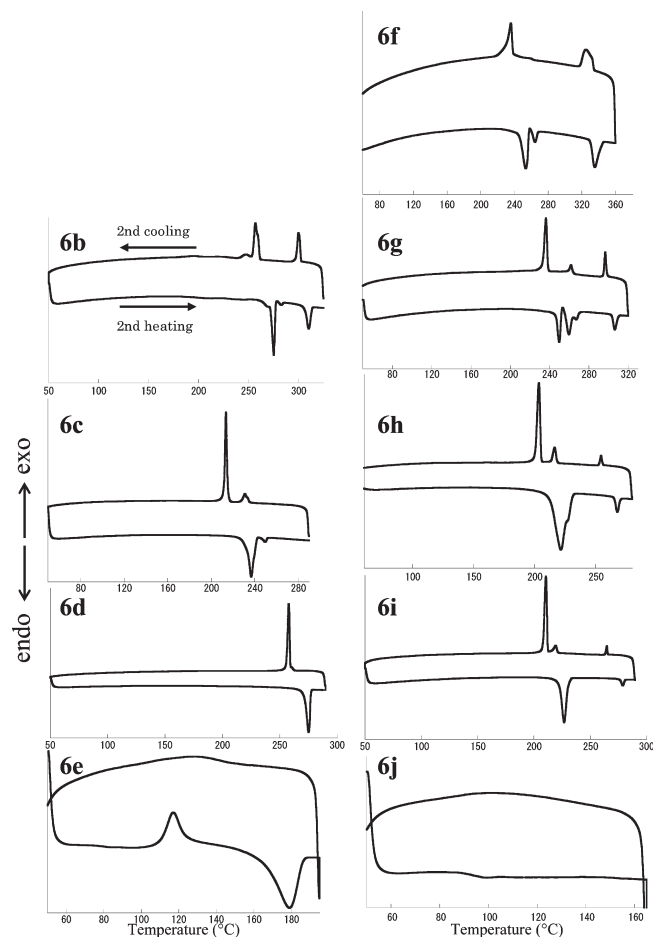 6f
80 120 160 200 240 280 320 360
6b
2nd cooling
2nd heating
50 100 150 200 250 300
6g
80 120 160 200 240 280 320
exo
endo
6c
80 120 160 200 240 280
6h
100 150 200 250
6d
50 100 150 200 250 300
6i
50 100 150 200 250 300
6e
60 80 100 120 140 160 180
Temperature (°C)
6j
60 80 100 120 140 160
Temperature (°C)